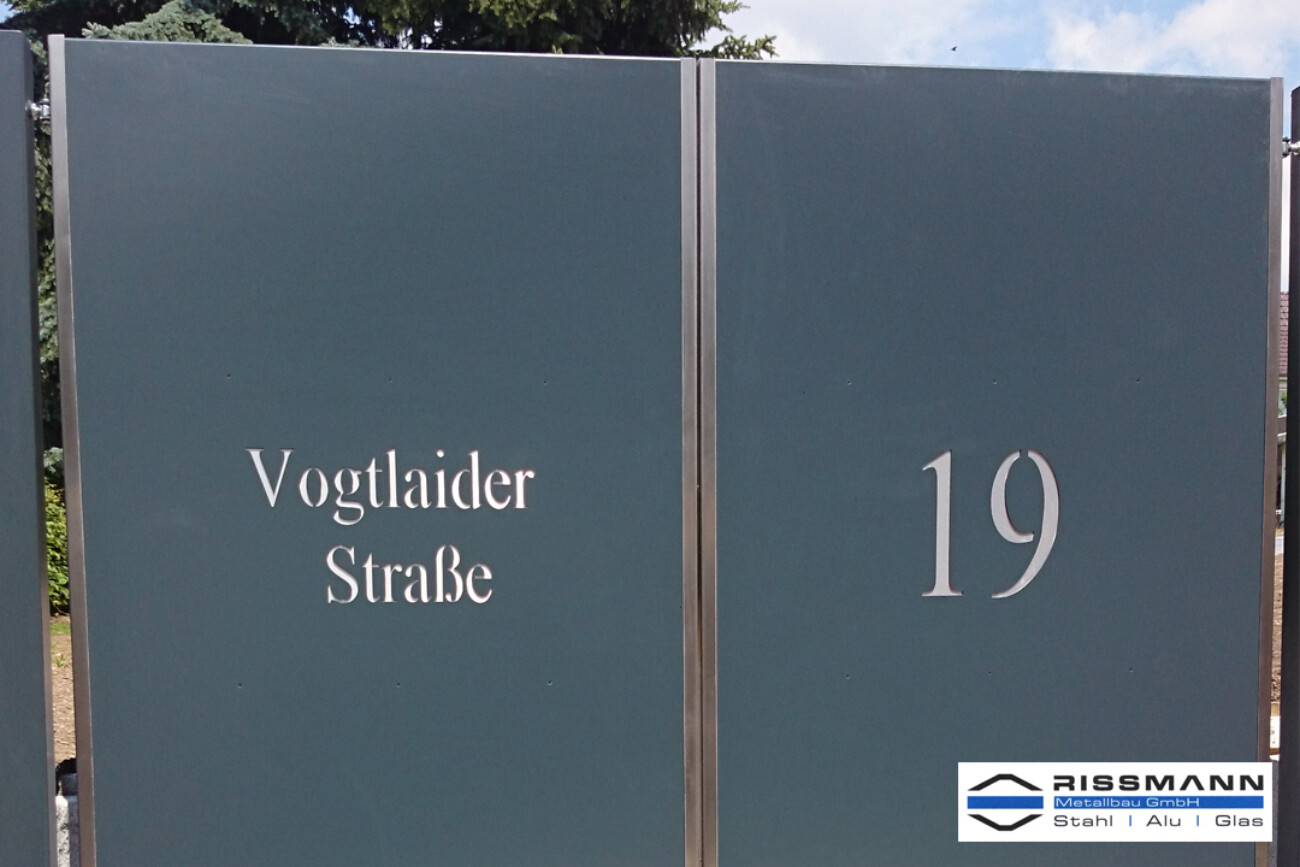 Vogtlaider
Straße
19
RISSMANN
Metallbau GmbH
Stahl | Alu | Glas